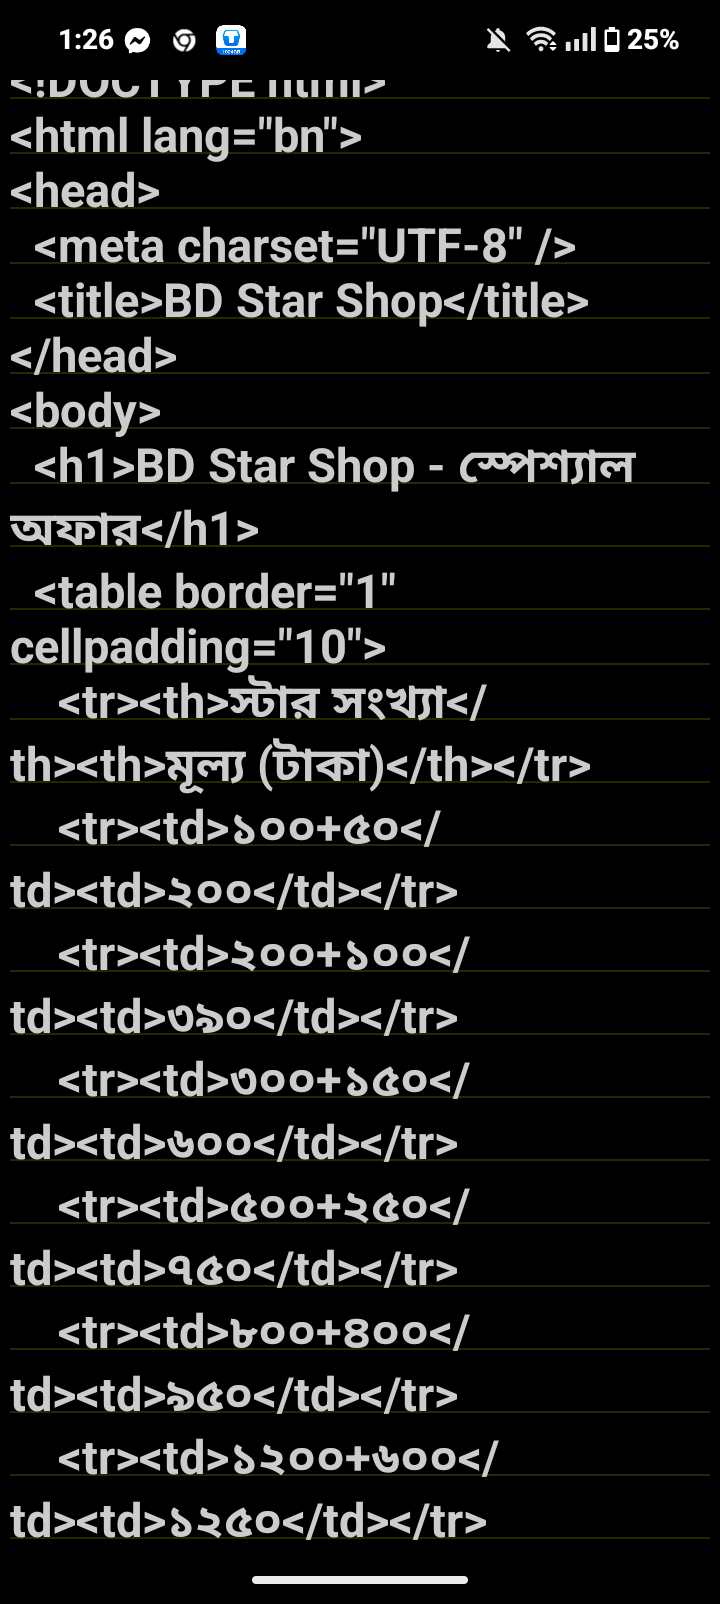 1:26
25%
<!DOCTYPE html>
<html lang="bn">
<head>
<meta charset="UTF-8" />
<title>BD Star Shop</title>
</head>
<body>
<h1>BD Star Shop - স্পেশ্যাল
অফার</h1>
<table border="1"
cellpadding="10">
<tr><th>স্টার সংখ্যা</
th><th>মূল্য (টাকা)</th></tr>
<tr><td>১০০+৫০</
td><td>২০০</td></tr>
<tr><td>২০০+১০০</
td><td>৩৯০</td></tr>
<tr><td>৩০০+১৫০</
td><td>৬০০</td></tr>
<tr><td>৫০০+২৫০</
td><td>৭৫০</td></tr>
<tr><td>৮০০+৪০০</
td><td>৯৫০</td></tr>
<tr><td>১২০০+৬০০</
td><td>১২৫০</td></tr>